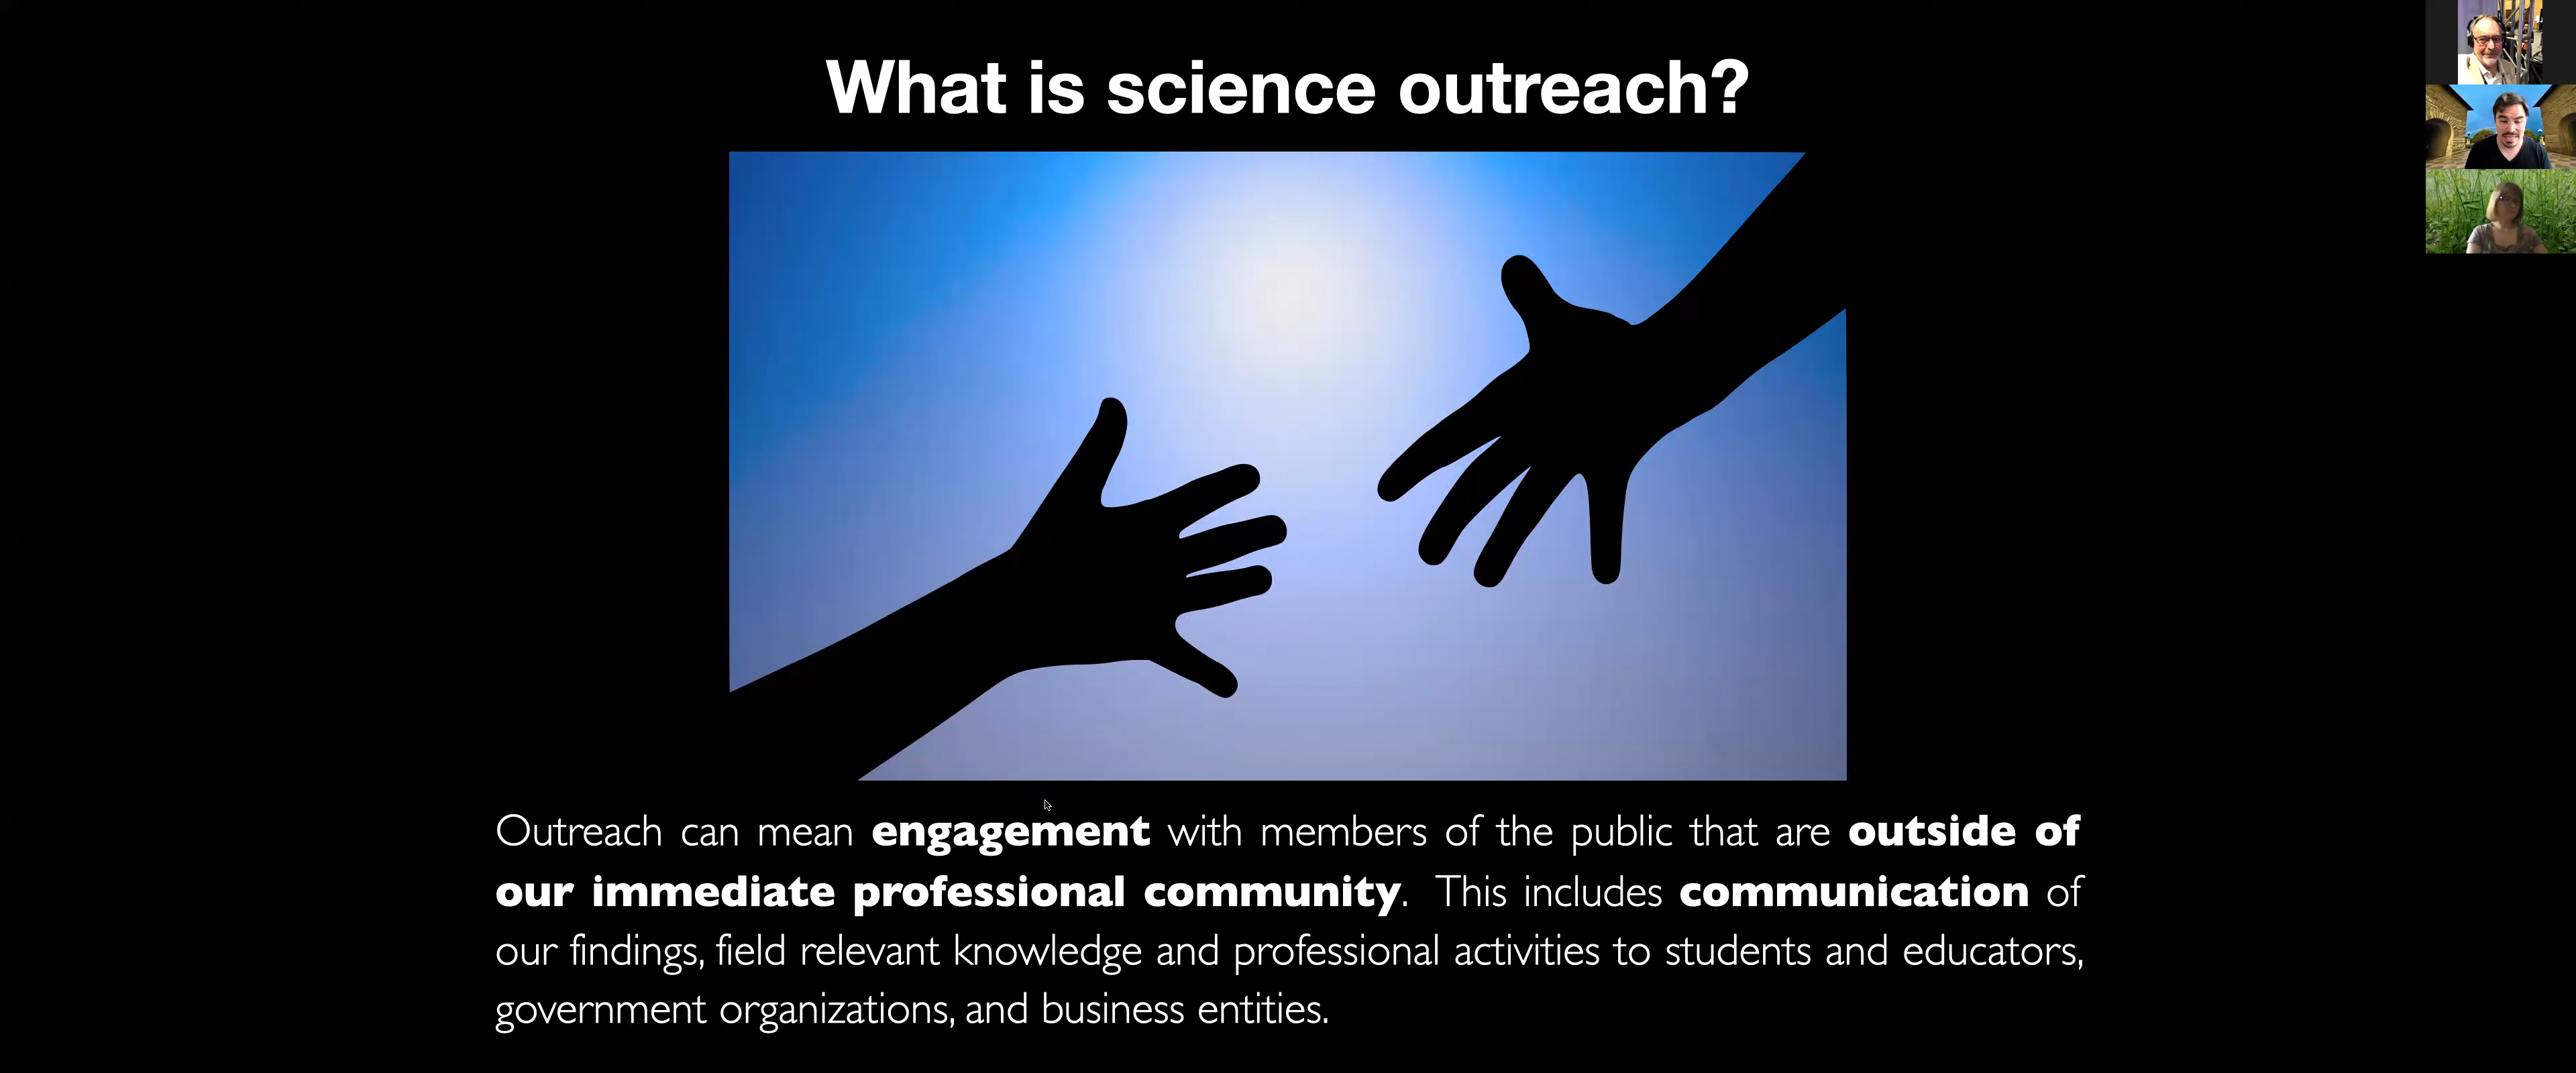 What is science outreach?
Outreach can mean engagement with members of the public that are outside of
our immediate professional community. This includes communication of
our findings, field relevant knowledge and professional activities to students and educators,
government organizations, and business entities.